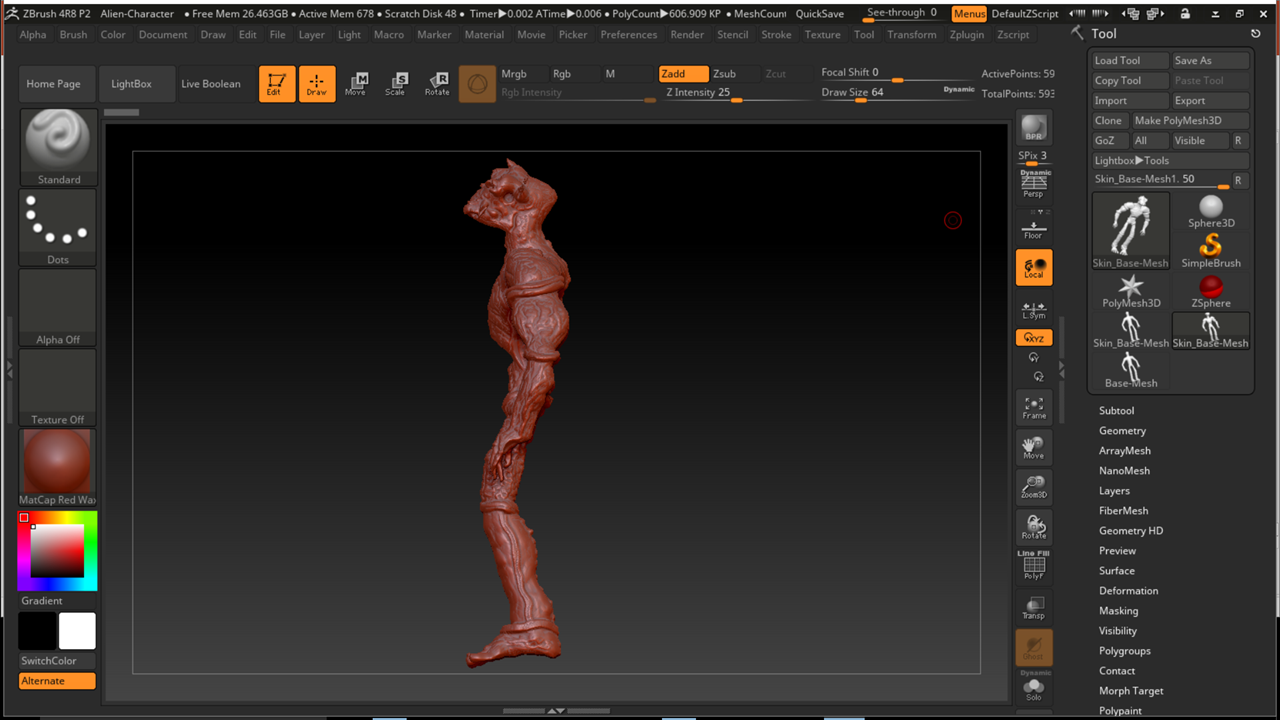 ZBrush 4R8 P2 Alien-Character • Free Mem 26.463GB • Active Mem 678 • Scratch Disk 48 • Timer▶0.002 ATime▶0.006 • PolyCount▶606.909 KP • MeshCount QuickSave See-through 0 Menus DefaultZScript
Alpha Brush Color Document Draw Edit File Layer Light Macro Marker Material Movie Picker Preferences Render Stencil Stroke Texture Tool Transform Zplugin Zscript
Tool
Load Tool Save As
Copy Tool Paste Tool
Import Export
Clone Make PolyMesh3D
GoZ All Visible R
Lightbox▶Tools
Skin_Base-Mesh1. 50 R
Home Page LightBox Live Boolean Edit Draw Move Scale Rotate
Mrgb Rgb M Zadd Zsub Zcut Focal Shift 0 ActivePoints: 59
Rgb Intensity Z Intensity 25 Draw Size 64 Dynamic TotalPoints: 593
Standard
Dots
Alpha Off
Texture Off
MatCap Red Wax
Gradient
SwitchColor
Alternate
BPR
SPix 3
Dynamic
Persp
Floor
Local
L.Sym
XYZ
Y
Z
Frame
Move
Zoom3D
Rotate
Line Fill
PolyF
Transp
Ghost
Dynamic
Solo
Skin_Base-Mesh Sphere3D
SimpleBrush
PolyMesh3D ZSphere
Skin_Base-Mesh Skin_Base-Mesh
Base-Mesh
Subtool
Geometry
ArrayMesh
NanoMesh
Layers
FiberMesh
Geometry HD
Preview
Surface
Deformation
Masking
Visibility
Polygroups
Contact
Morph Target
Polypaint